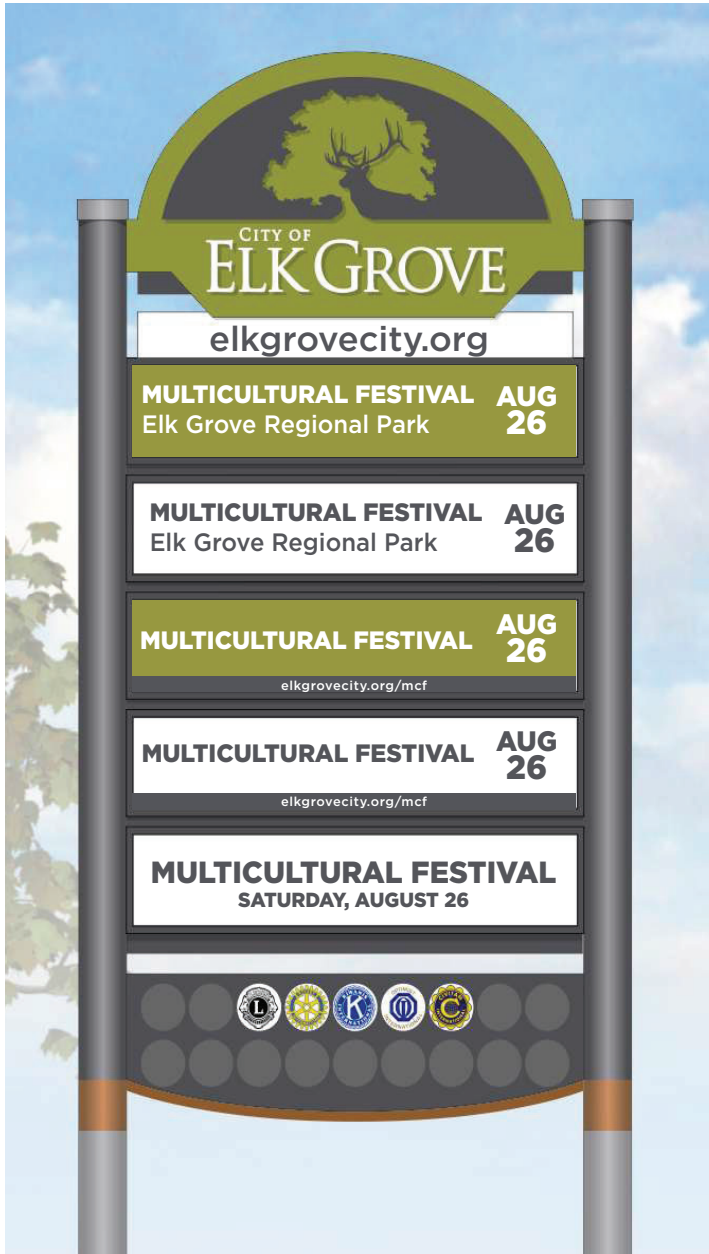 CITY OF
ELK GROVE
elkgrovecity.org
MULTICULTURAL FESTIVAL AUG
Elk Grove Regional Park 26
MULTICULTURAL FESTIVAL AUG
Elk Grove Regional Park 26
MULTICULTURAL FESTIVAL AUG
26
elkgrovecity.org/mcf
MULTICULTURAL FESTIVAL AUG
26
elkgrovecity.org/mcf
MULTICULTURAL FESTIVAL
SATURDAY, AUGUST 26
L
K
C